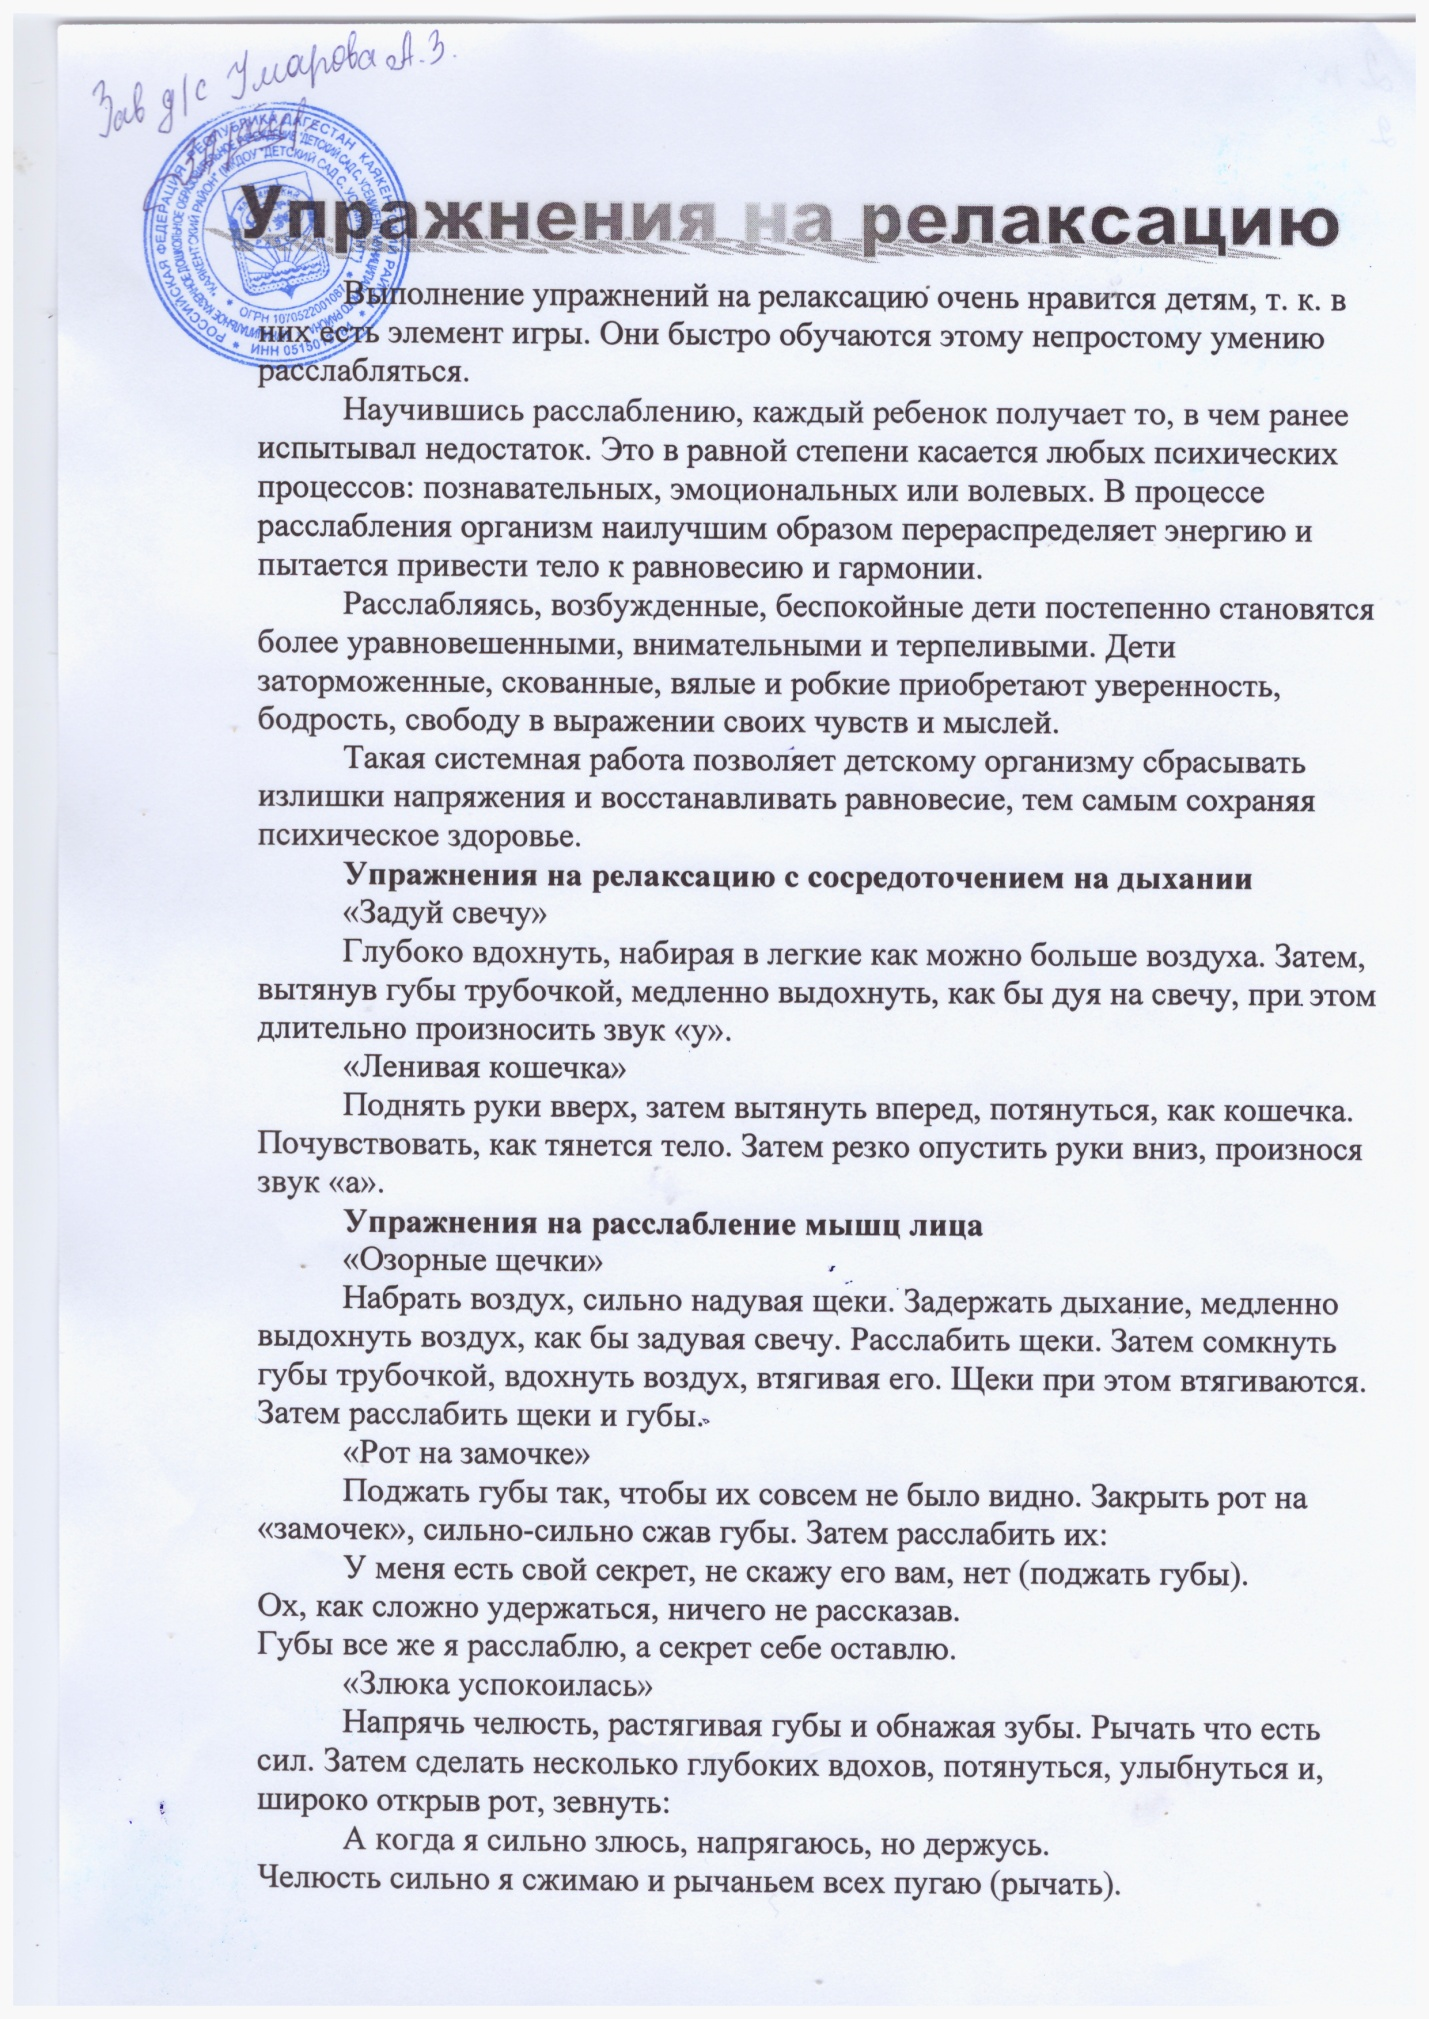 Зав д/с Умарова А.З.
РОССИЙСКАЯ ФЕДЕРАЦИЯ РЕСПУБЛИКА ДАГЕСТАН
"ДЕТСКИЙ САД С.
ОГРН 1070522001087
ИНН
Упражнения на релаксацию
Выполнение упражнений на релаксацию очень нравится детям, т. к. в
них есть элемент игры. Они быстро обучаются этому непростому умению
расслабляться.
Научившись расслаблению, каждый ребенок получает то, в чем ранее
испытывал недостаток. Это в равной степени касается любых психических
процессов: познавательных, эмоциональных или волевых. В процессе
расслабления организм наилучшим образом перераспределяет энергию и
пытается привести тело к равновесию и гармонии.
Расслабляясь, возбужденные, беспокойные дети постепенно становятся
более уравновешенными, внимательными и терпеливыми. Дети
заторможенные, скованные, вялые и робкие приобретают уверенность,
бодрость, свободу в выражении своих чувств и мыслей.
Такая системная работа позволяет детскому организму сбрасывать
излишки напряжения и восстанавливать равновесие, тем самым сохраняя
психическое здоровье.
Упражнения на релаксацию с сосредоточением на дыхании
«Задуй свечу»
Глубоко вдохнуть, набирая в легкие как можно больше воздуха. Затем,
вытянув губы трубочкой, медленно выдохнуть, как бы дуя на свечу, при этом
длительно произносить звук «у».
«Ленивая кошечка»
Поднять руки вверх, затем вытянуть вперед, потянуться, как кошечка.
Почувствовать, как тянется тело. Затем резко опустить руки вниз, произнося
звук «а».
Упражнения на расслабление мышц лица
«Озорные щечки»
Набрать воздух, сильно надувая щеки. Задержать дыхание, медленно
выдохнуть воздух, как бы задувая свечу. Расслабить щеки. Затем сомкнуть
губы трубочкой, вдохнуть воздух, втягивая его. Щеки при этом втягиваются.
Затем расслабить щеки и губы.
«Рот на замочке»
Поджать губы так, чтобы их совсем не было видно. Закрыть рот на
«замочек», сильно-сильно сжав губы. Затем расслабить их:
У меня есть свой секрет, не скажу его вам, нет (поджать губы).
Ох, как сложно удержаться, ничего не рассказав.
Губы все же я расслаблю, а секрет себе оставлю.
«Злюка успокоилась»
Напрячь челюсть, растягивая губы и обнажая зубы. Рычать что есть
сил. Затем сделать несколько глубоких вдохов, потянуться, улыбнуться и,
широко открыв рот, зевнуть:
А когда я сильно злюсь, напрягаюсь, но держусь.
Челюсть сильно я сжимаю и рычаньем всех пугаю (рычать).